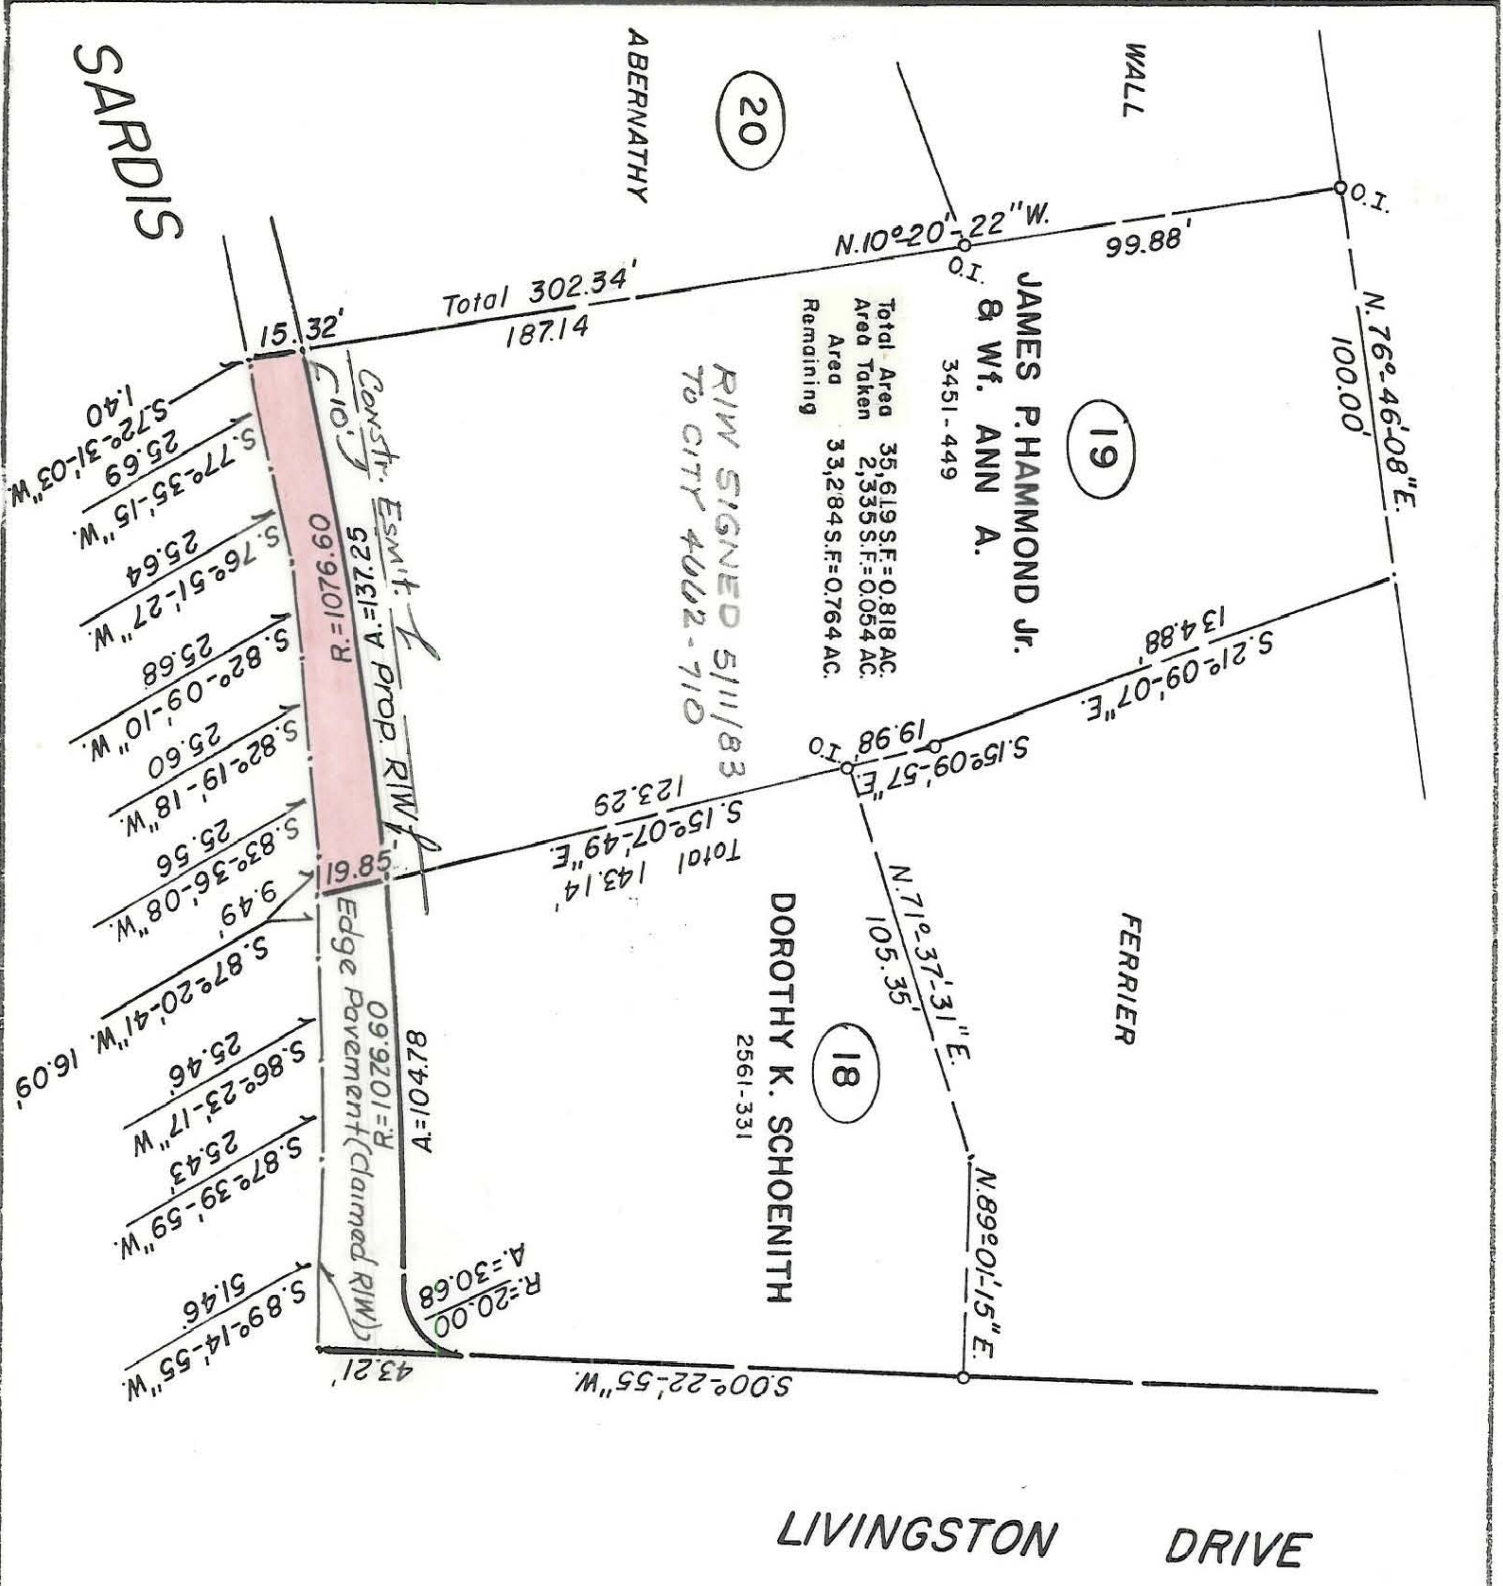 SARDIS
ABERNATHY
20
WALL
O.I.
N.10°-20'-22"W.
99.88'
O.I.
Total 302.34'
187.14
N.76°-46'-08"E.
100.00'
JAMES P. HAMMOND Jr.
& Wf. ANN A.
3451-449
19
Total Area 35,619 S.F.=0.818 AC.
Area Taken 2,335 S.F.=0.054 AC.
Area
Remaining 33,284 S.F.=0.764 AC.
R/W SIGNED 5/11/83
TO CITY 4662-710
15.32'
10'
Constr. Esm't.
A.=137.25
R.=1076.60
Prop. R/W
S.72°-31'-03"W.
1.40
S.77°-35'-15"W.
25.69
S.76°-51'-27"W.
25.64
S.82°-09'-10"W.
25.68
S.82°-19'-18"W.
25.60
S.83°-36'-08"W.
25.56
9.49'
S.87°-20'-41"W. 16.09'
S.86°-23'-17"W
25.46'
S.87°-39'-59"W.
25.43'
S.89°-14'-55"W.
51.46'
19.85'
Edge Pavement (Claimed R/W)
R.=1026.60
A.=104.78
R.=20.00
A.=30.68
43.21'
S.00°-22'-55"W.
S.21°-09'-07"E.
134.88'
S.15°-09'-57"E.
19.98'
O.I.
123.29
S.15°-07'-49"E.
Total 143.14'
N.71°-37'-31"E.
105.35'
FERRIER
18
DOROTHY K. SCHOENITH
2561-331
N.89°-01'-15"E.
LIVINGSTON DRIVE